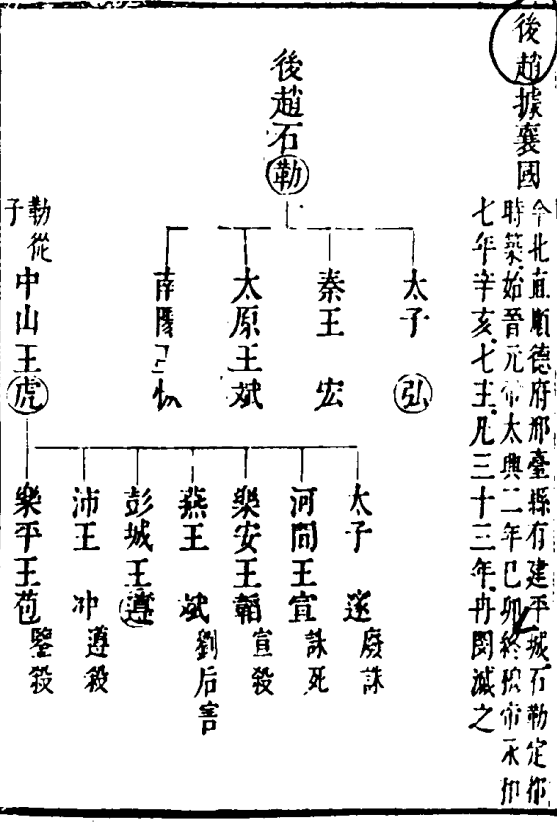 後趙據襄國
今北直順德府邢臺縣有建平城石勒定都
時築始晉元帝太興二年己卯終穆帝永和
七年辛亥七主凡三十三年冉閔滅之
後趙石勒
太子 弘
秦王 宏
太原王斌
南陽王恢
勒從
子
中山王虎
太子 邃 廢誅
河間王宣 誅死
樂安王韜 宣殺
燕王 斌 劉后害
彭城王遵
沛王 冲 遵殺
樂平王苞 鑒殺